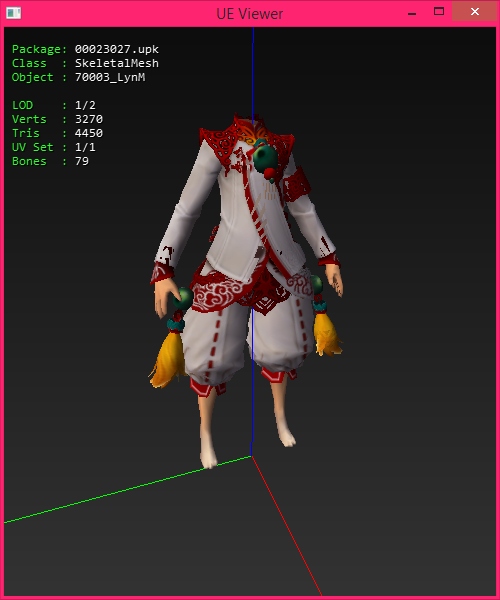 UE Viewer
Package: 00023027.upk
Class  : SkeletalMesh
Object : 70003_LynM
LOD    : 1/2
Verts  : 3270
Tris   : 4450
UV Set : 1/1
Bones  : 79